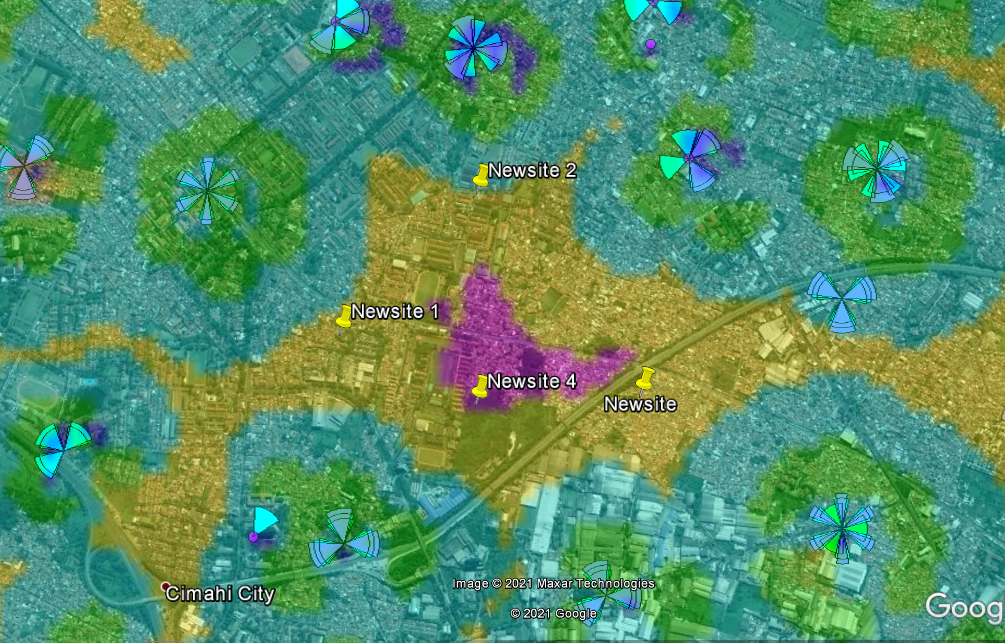 Newsite 2
Newsite 1
Newsite 4
Newsite
Image © 2021 Maxar Technologies
Cimahi City
© 2021 Google
Goog